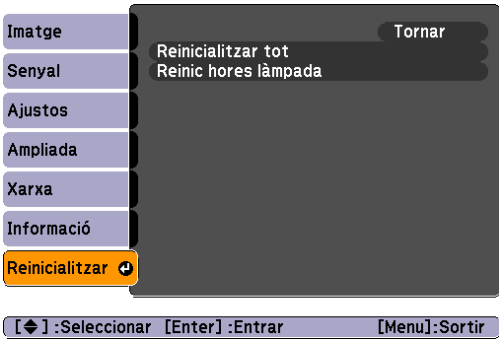 Imatge
Senyal
Ajustos
Ampliada
Xarxa
Informació
Reinicialitzar
Tornar
Reinicialitzar tot
Reinic hores làmpada
[◆] :Seleccionar [Enter] :Entrar [Menu]:Sortir